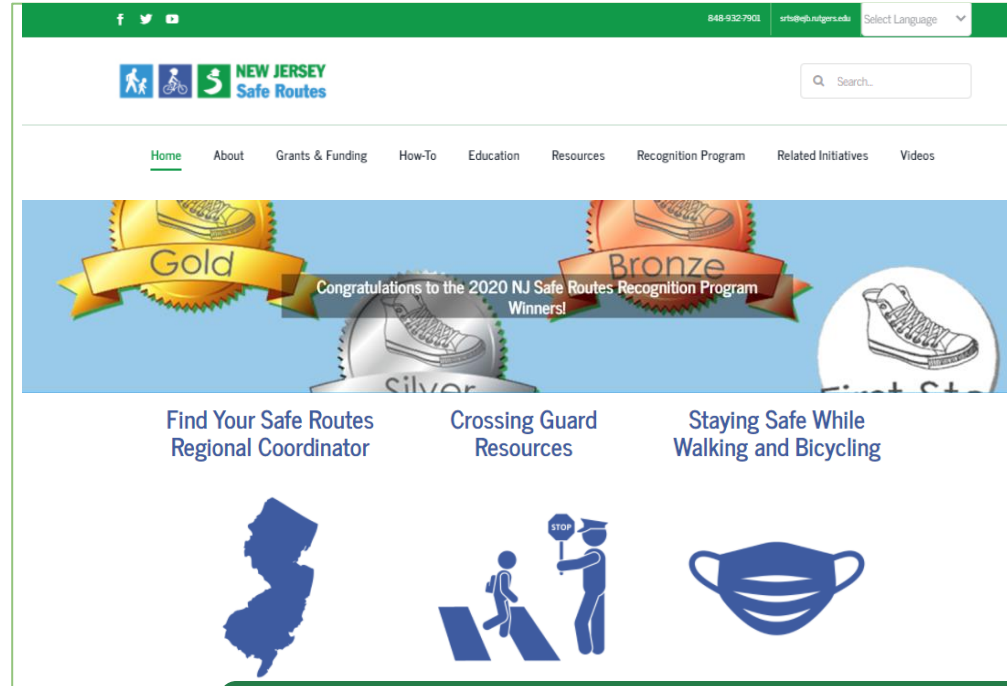 848-932-7901 srts@ejb.rutgers.edu Select Language
NEW JERSEY
Safe Routes
Search...
Home About Grants & Funding How-To Education Resources Recognition Program Related Initiatives Videos
Gold
Bronze
Congratulations to the 2020 NJ Safe Routes Recognition Program
Winners!
Silver
First
Find Your Safe Routes
Regional Coordinator
Crossing Guard
Resources
Staying Safe While
Walking and Bicycling
STOP